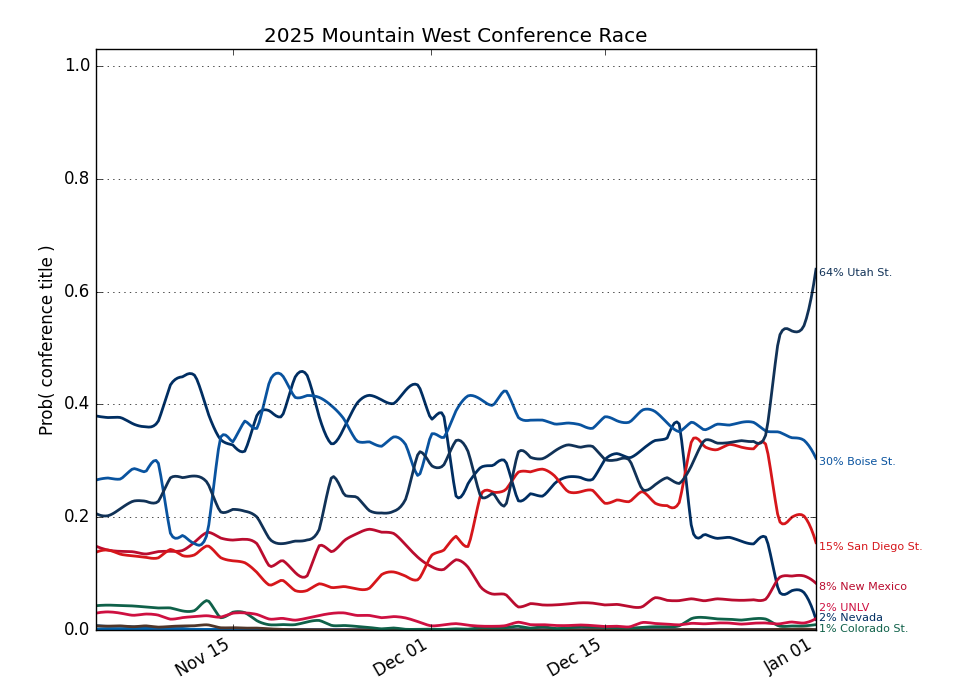 2025 Mountain West Conference Race
Prob( conference title )
1.0
0.8
0.6
0.4
0.2
0.0
Nov 15
Dec 01
Dec 15
Jan 01
64% Utah St.
30% Boise St.
15% San Diego St.
8% New Mexico
2% UNLV
2% Nevada
1% Colorado St.